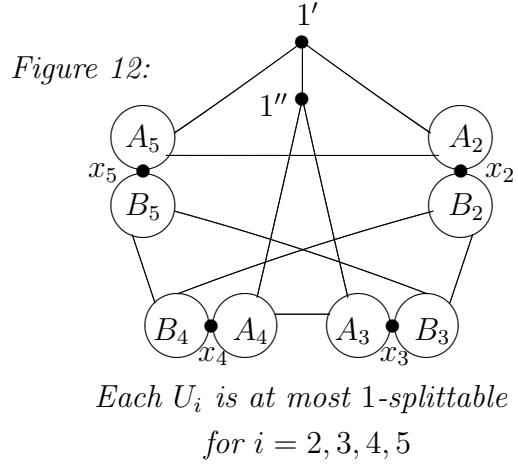 1′
Figure 12:
1″
A₅ A₂
x₅ x₂
B₅ B₂
B₄ A₄ A₃ B₃
x₄ x₃
Each Uᵢ is at most 1-splittable
for i = 2, 3, 4, 5